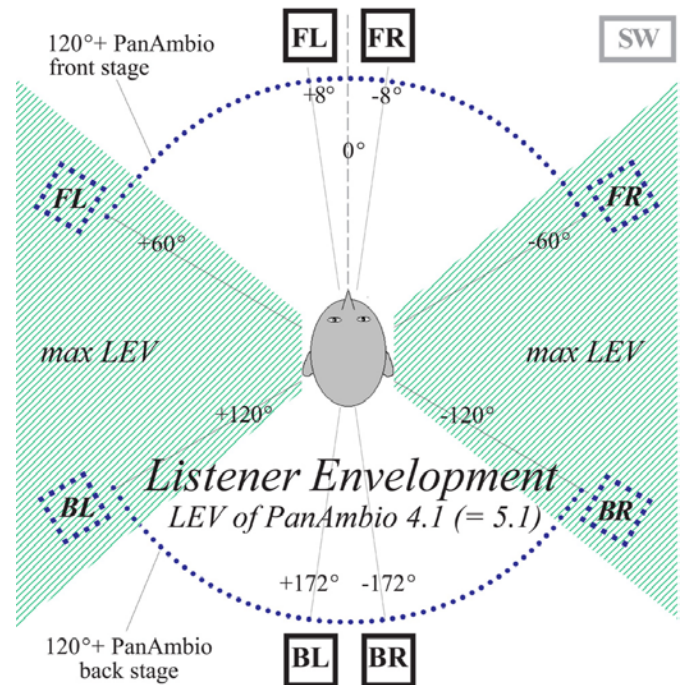 FL FR SW
120°+ PanAmbio
front stage
+8° -8°
0°
FL FR
+60° -60°
max LEV max LEV
+120° -120°
Listener Envelopment
LEV of PanAmbio 4.1 (= 5.1)
BL BR
+172° -172°
120°+ PanAmbio
back stage
BL BR